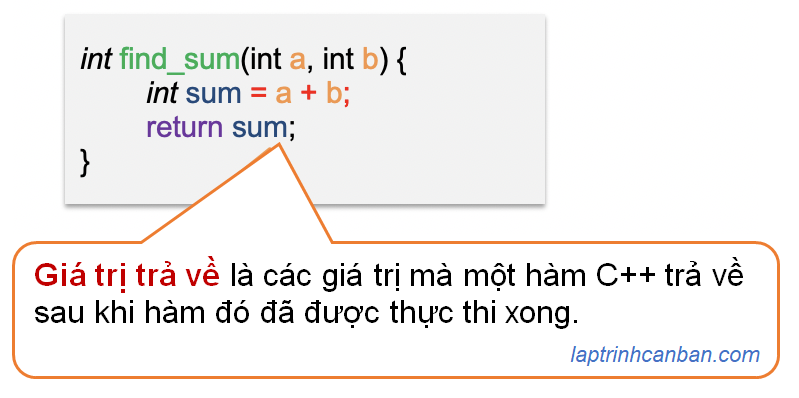 int find_sum(int a, int b) {
int sum = a + b;
return sum;
}
Giá trị trả về là các giá trị mà một hàm C++ trả về
sau khi hàm đó đã được thực thi xong.
laptrinhcanban.com